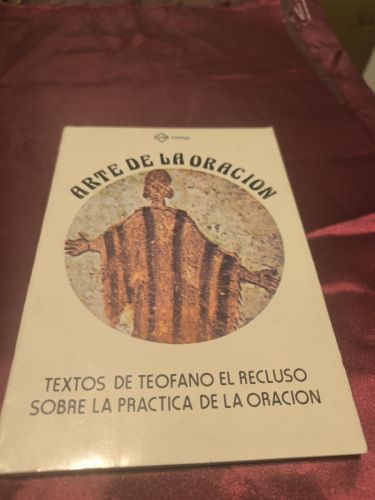 ARTE DE LA ORACION
TEXTOS DE TEOFANO EL RECLUSO
SOBRE LA PRACTICA DE LA ORACION